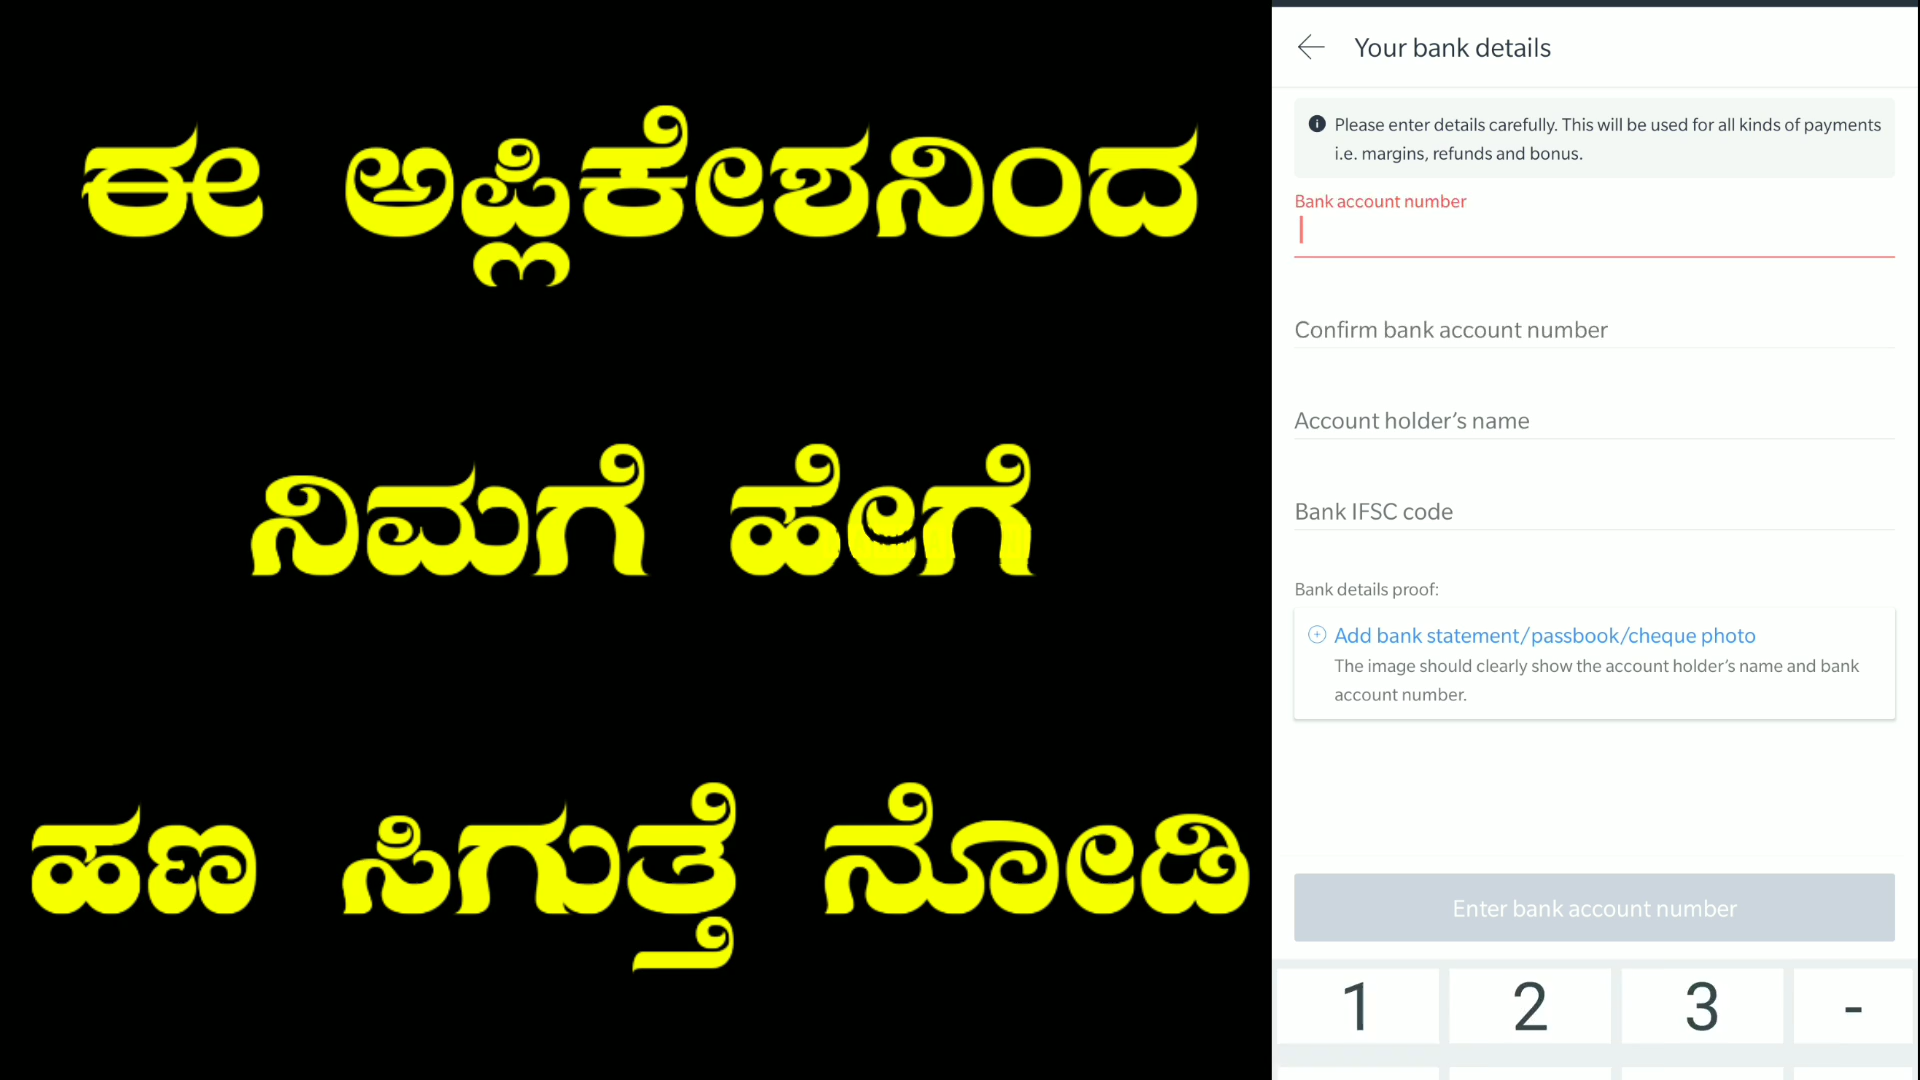 ಈ ಅಪ್ಲಿಕೇಶನಿಂದ
ನಿಮಗೆ ಹೇಗೆ
ಹಣ ಸಿಗುತ್ತೆ ನೋಡಿ
Your bank details
Please enter details carefully. This will be used for all kinds of payments
i.e. margins, refunds and bonus.
Bank account number
Confirm bank account number
Account holder’s name
Bank IFSC code
Bank details proof:
Add bank statement/passbook/cheque photo
The image should clearly show the account holder’s name and bank
account number.
Enter bank account number
1 2 3 -